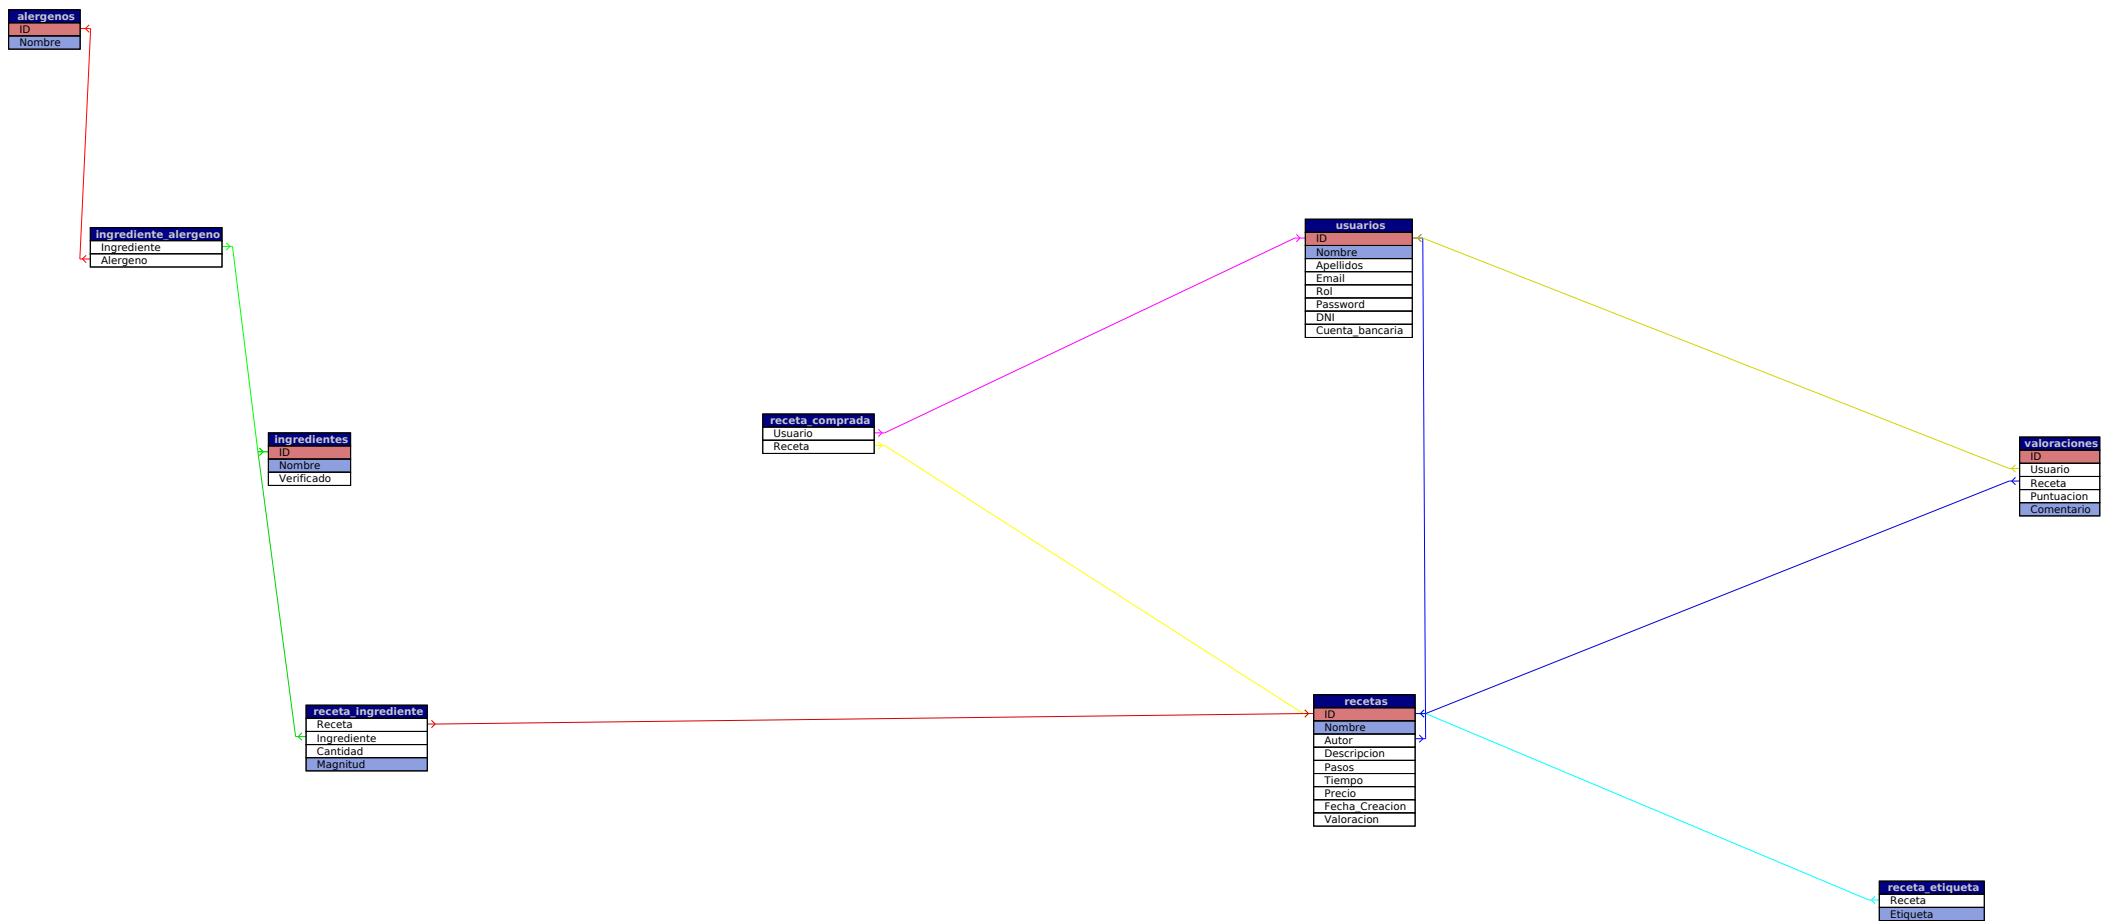 alergenos
ID
Nombre
ingrediente_alergeno
Ingrediente
Alergeno
usuarios
ID
Nombre
Apellidos
Email
Rol
Password
DNI
Cuenta_bancaria
receta_comprada
Usuario
Receta
ingredientes
ID
Nombre
Verificado
valoraciones
ID
Usuario
Receta
Puntuacion
Comentario
receta_ingrediente
Receta
Ingrediente
Cantidad
Magnitud
recetas
ID
Nombre
Autor
Descripcion
Pasos
Tiempo
Precio
Fecha_Creacion
Valoracion
receta_etiqueta
Receta
Etiqueta